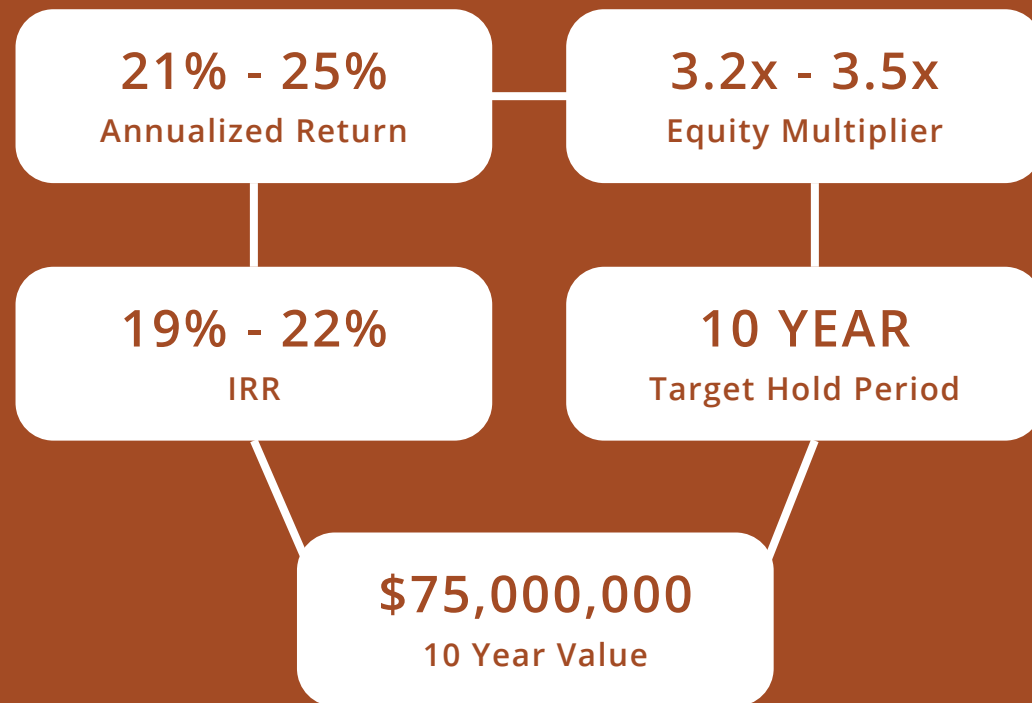 21% - 25%
Annualized Return
3.2x - 3.5x
Equity Multiplier
19% - 22%
IRR
10 YEAR
Target Hold Period
$75,000,000
10 Year Value